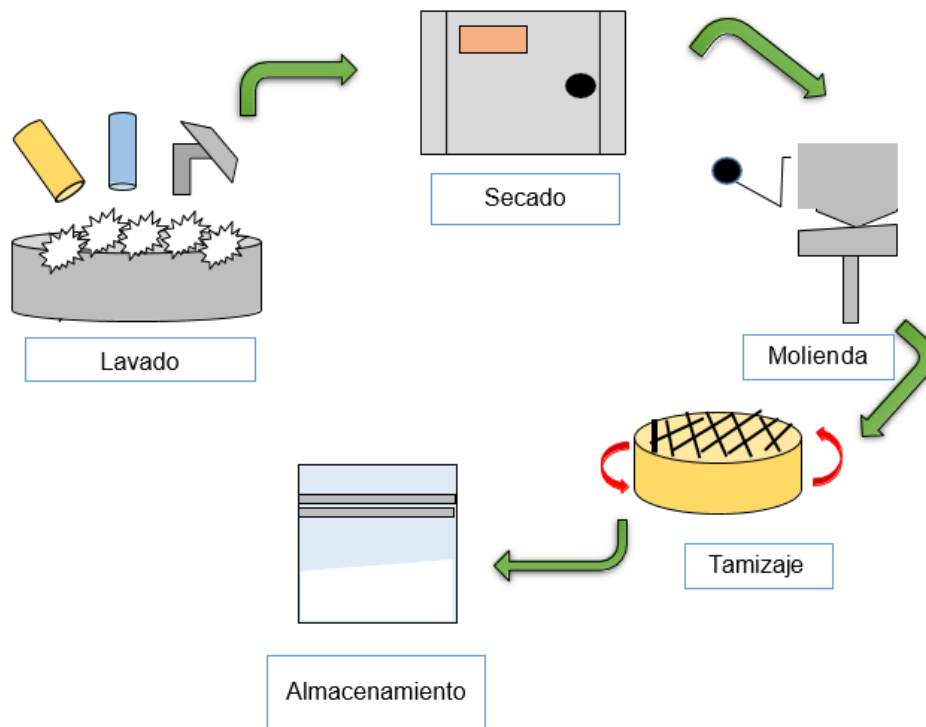 Lavado
Secado
Molienda
Tamizaje
Almacenamiento